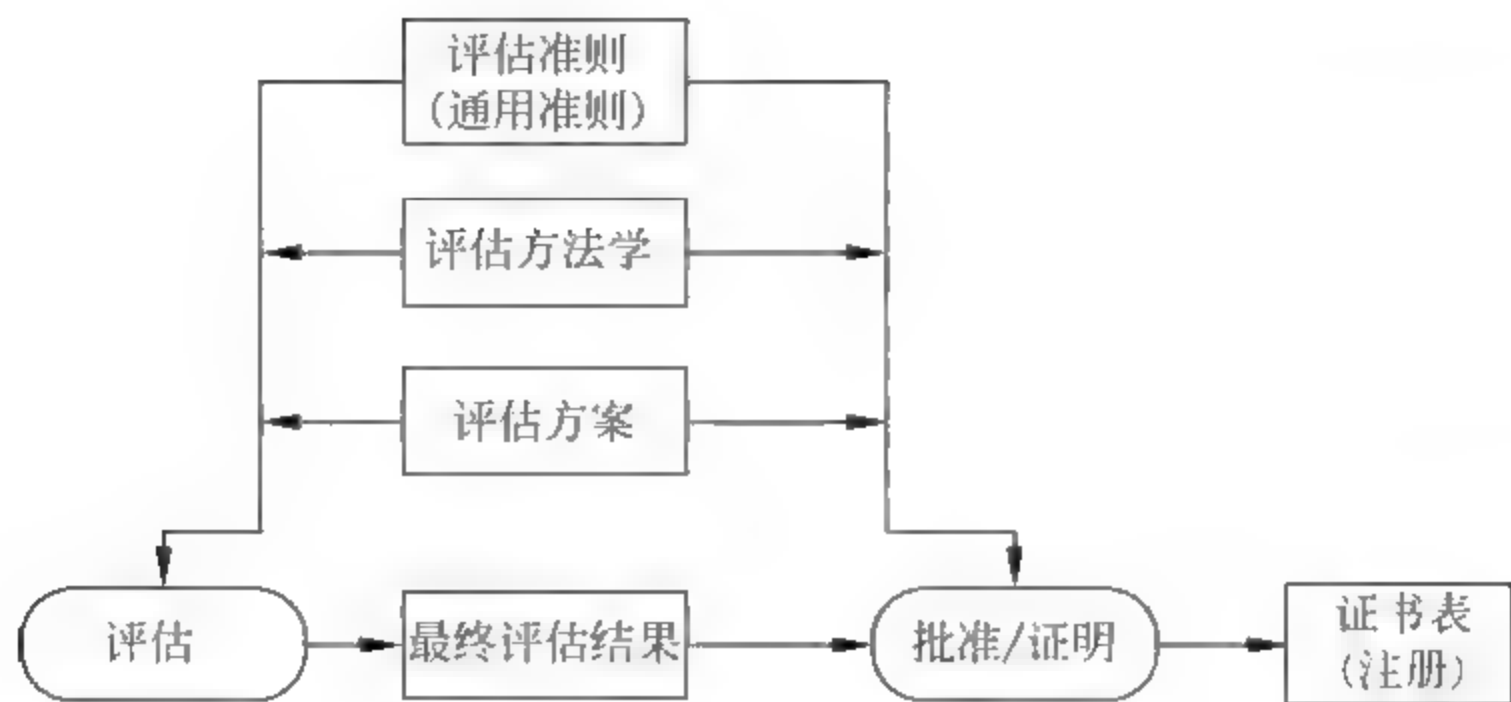 评估准则
(通用准则)
评估方法学
评估方案
评估
最终评估结果
批准/证明
证书表
(注册)